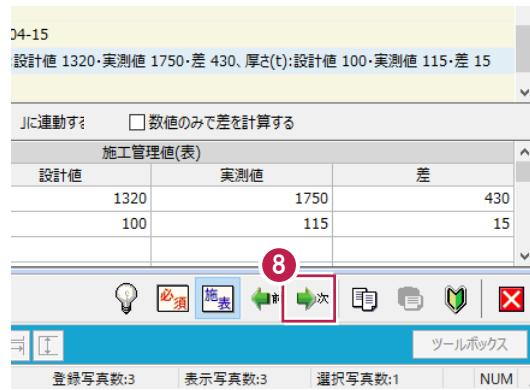 04-15
設計値 1320・実測値 1750・差 430、厚さ(t):設計値 100・実測値 115・差 15
に連動する □数値のみで差を計算する
施工管理値(表)
設計値 実測値 差
1320 1750 430
100 115 15
8
必須 施表 前 次
ツールボックス
登録写真数:3 表示写真数:3 選択写真数:1 NUM